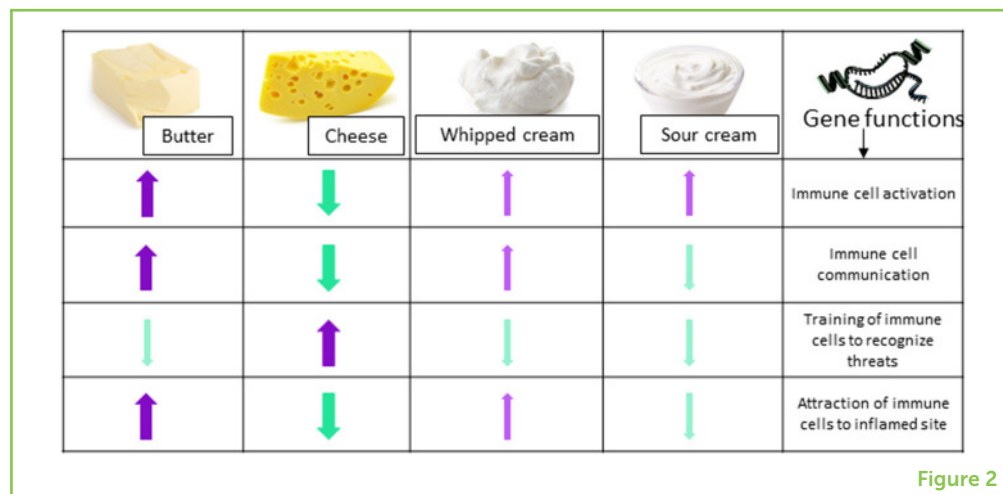 Butter
Cheese
Whipped cream
Sour cream
Gene functions
Immune cell activation
Immune cell
communication
Training of immune
cells to recognize
threats
Attraction of immune
cells to inflamed site
Figure 2